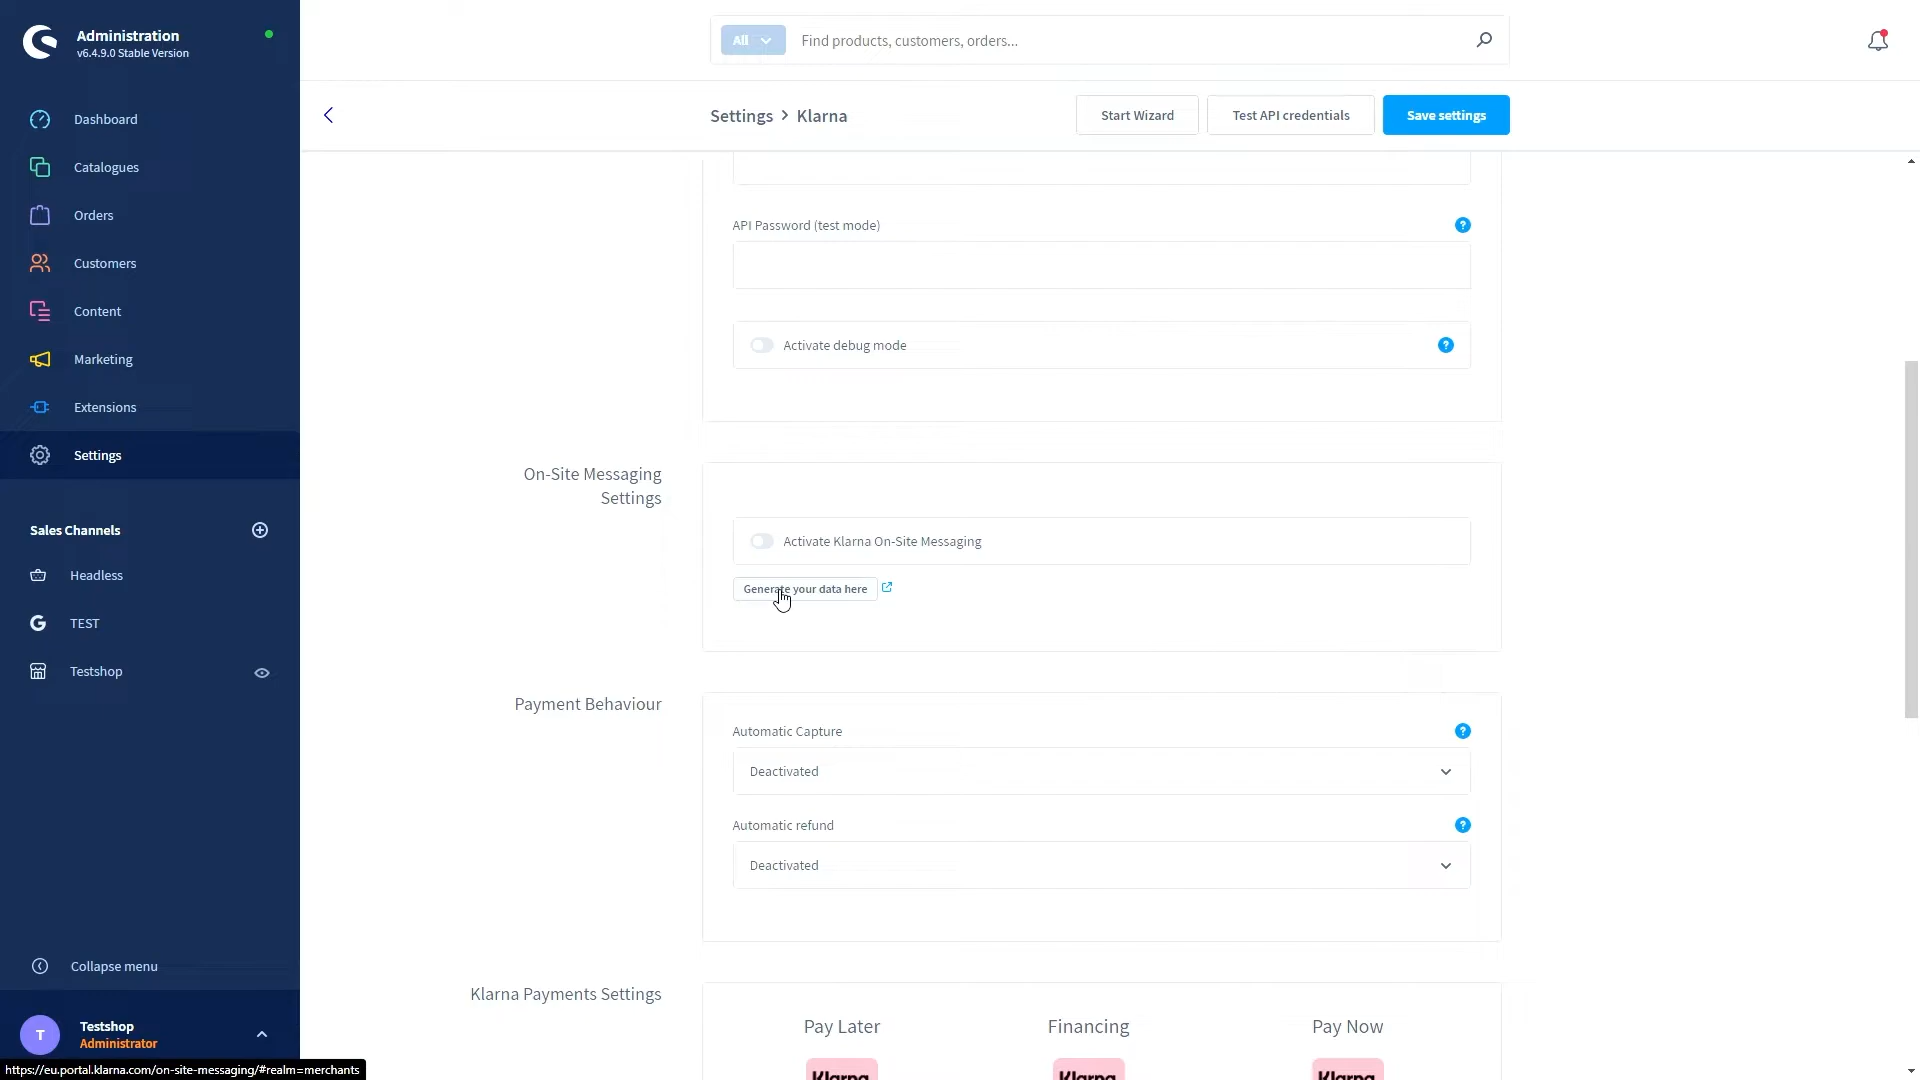 Administration
v6.4.9.0 Stable Version
All
Find products, customers, orders...
Dashboard
Catalogues
Orders
Customers
Content
Marketing
Extensions
Settings
Sales Channels
Headless
TEST
Testshop
Collapse menu
T
Testshop
Administrator
https://eu.portal.klarna.com/on-site-messaging/#realm=merchants
Settings > Klarna
Start Wizard
Test API credentials
Save settings
API Password (test mode)
?
Activate debug mode
?
On-Site Messaging
Settings
Activate Klarna On-Site Messaging
Generate your data here
Payment Behaviour
Automatic Capture
?
Deactivated
Automatic refund
?
Deactivated
Klarna Payments Settings
Pay Later
Financing
Pay Now
Klarna
Klarna
Klarna